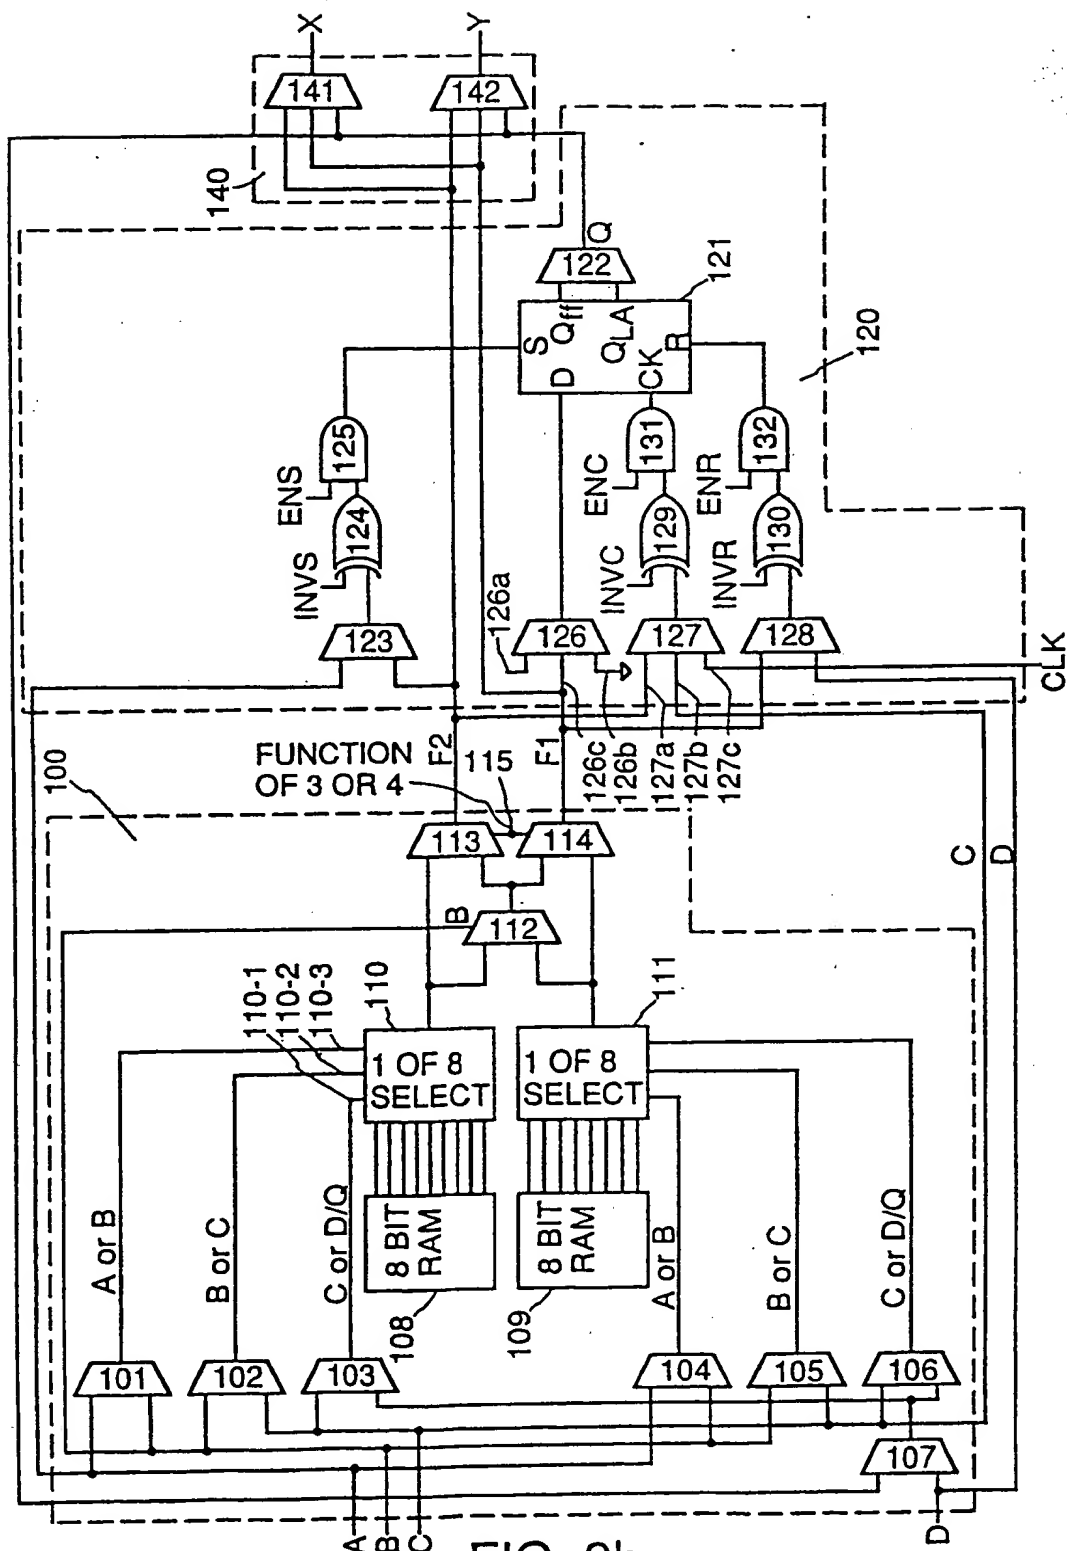 X
Y
141
142
140
Q
122
121
S
Qff
D
QLA
CK
R
120
ENS
125
INVS
124
123
ENC
131
INVC
129
ENR
132
INVR
130
126a
126
127
128
CLK
100
FUNCTION
OF 3 OR 4
115
F2
F1
126c
126b
127a
127b
127c
113
114
C
D
B
112
110-1
110-2
110-3
110
111
1 OF 8
SELECT
1 OF 8
SELECT
A or B
B or C
C or D/Q
8 BIT
RAM
8 BIT
RAM
A or B
B or C
C or D/Q
108
109
101
102
103
104
105
106
107
A
B
C
D